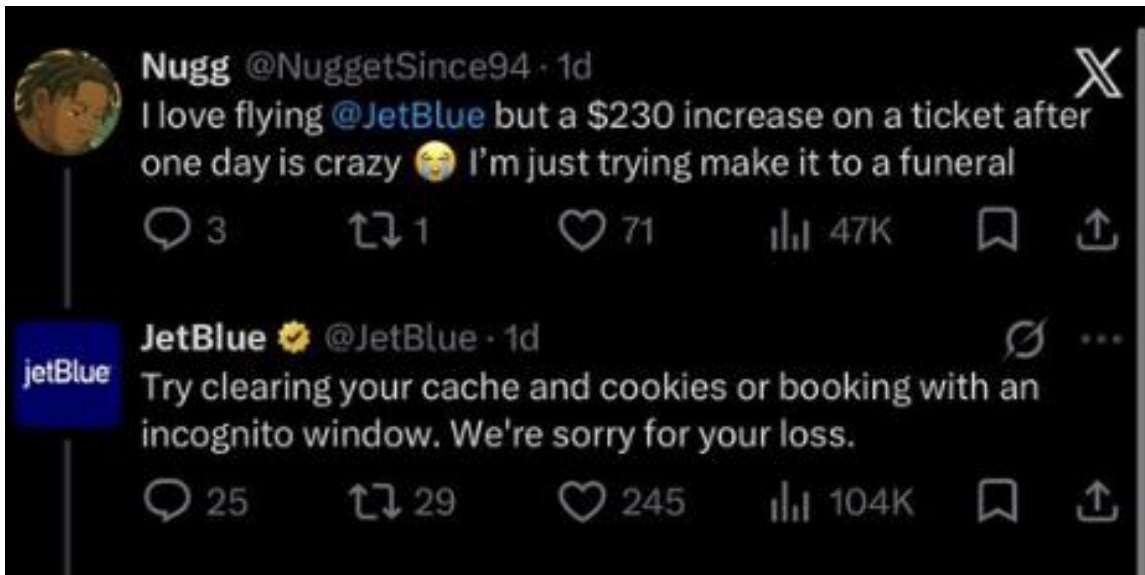 Nugg @NuggetSince94 · 1d
I love flying @JetBlue but a $230 increase on a ticket after
one day is crazy 😭 I'm just trying make it to a funeral
3 1 71 47K
jetBlue
JetBlue @JetBlue · 1d
Try clearing your cache and cookies or booking with an
incognito window. We're sorry for your loss.
25 29 245 104K